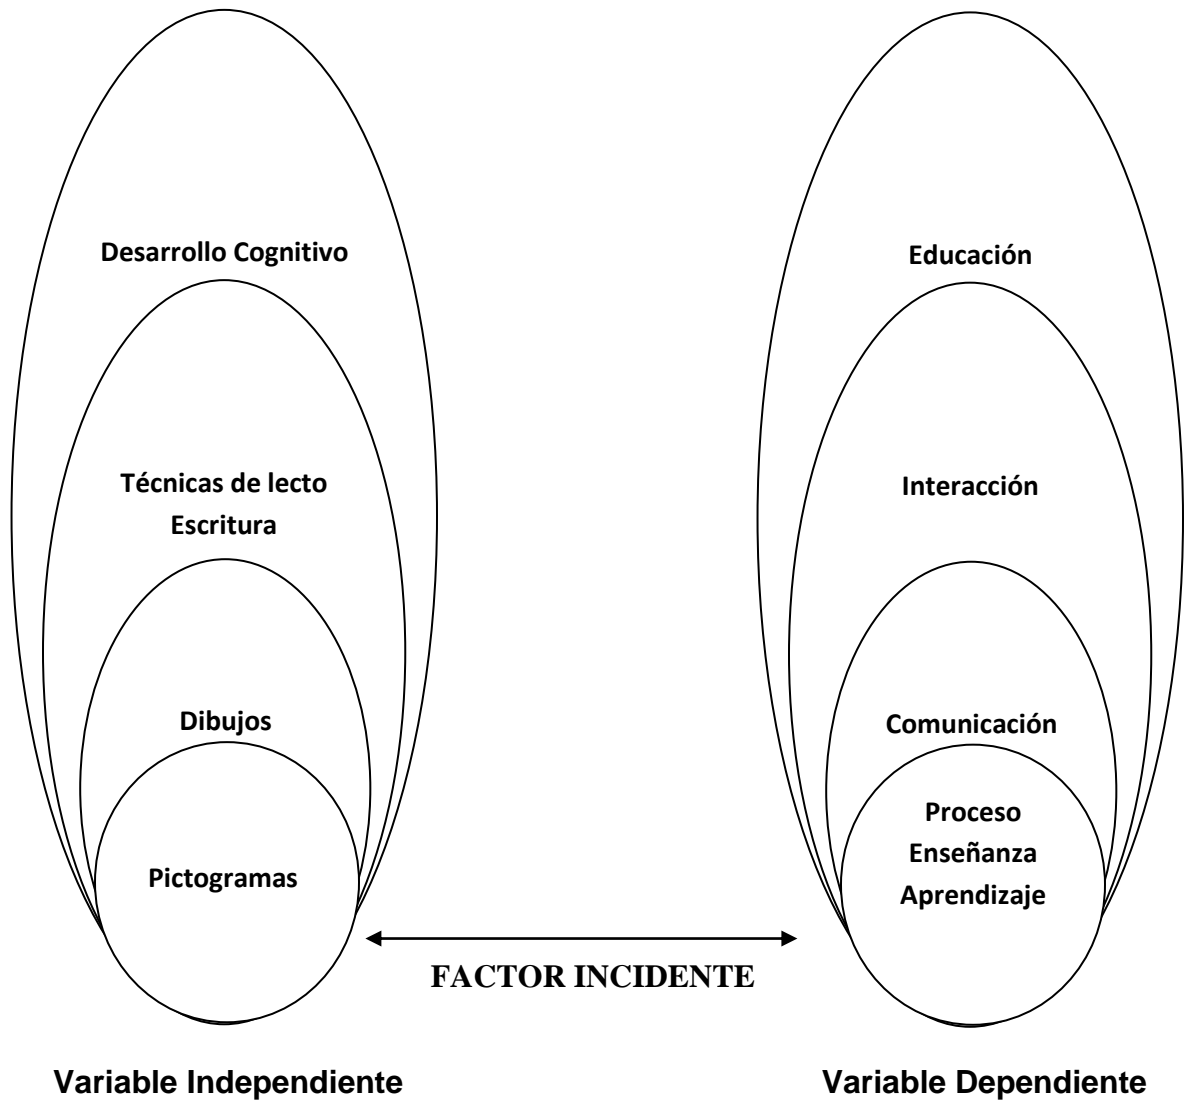 Desarrollo Cognitivo
Técnicas de lecto
Escritura
Dibujos
Pictogramas
Educación
Interacción
Comunicación
Proceso
Enseñanza
Aprendizaje
FACTOR INCIDENTE
Variable Independiente
Variable Dependiente